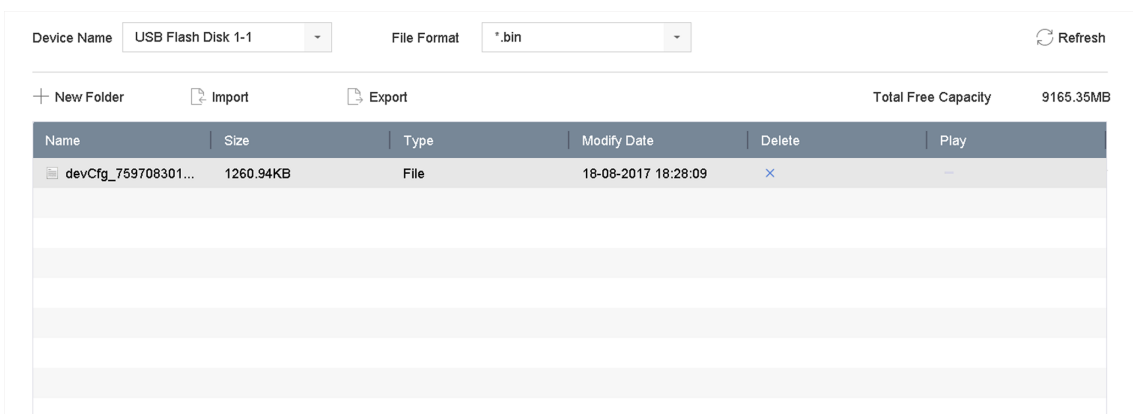 Device Name USB Flash Disk 1-1 File Format *.bin Refresh
New Folder Import Export Total Free Capacity 9165.35MB
Name Size Type Modify Date Delete Play
devCfg_759708301... 1260.94KB File 18-08-2017 18:28:09